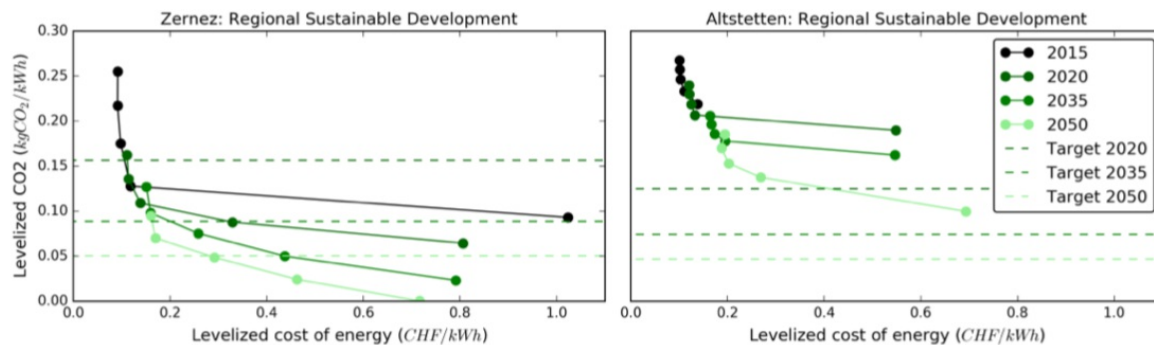 Zernez: Regional Sustainable Development
Levelized CO2 (kgCO₂/kWh)
0.30
0.25
0.20
0.15
0.10
0.05
0.00
0.0 0.2 0.4 0.6 0.8 1.0
Levelized cost of energy (CHF/kWh)
Altstetten: Regional Sustainable Development
2015
2020
2035
2050
Target 2020
Target 2035
Target 2050
0.0 0.2 0.4 0.6 0.8 1.0
Levelized cost of energy (CHF/kWh)